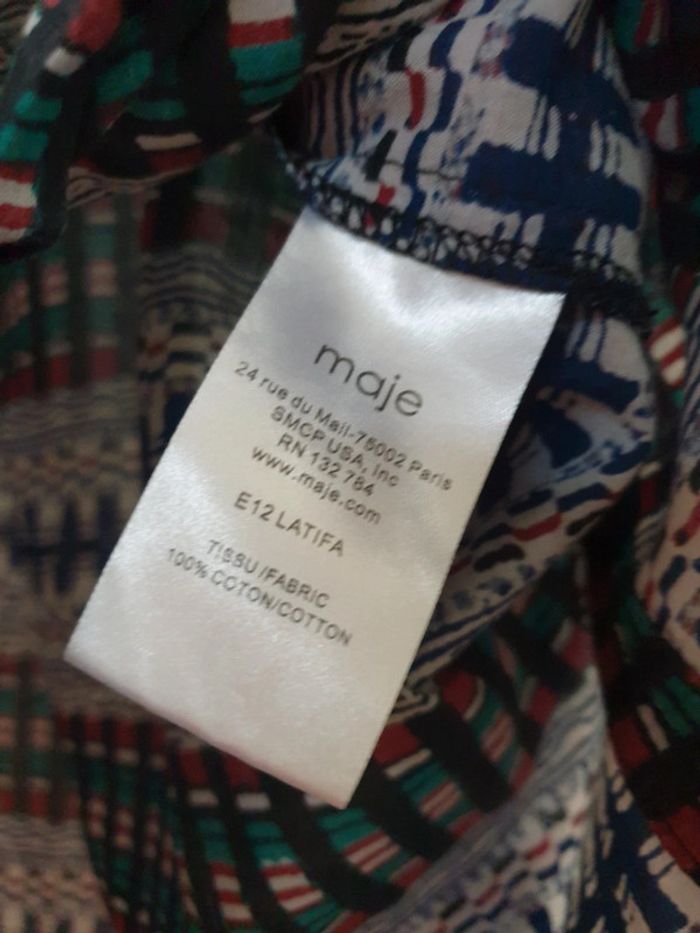 maje
24 rue du Mail-75002 Paris
SMCP USA, Inc
RN 132 784
www.maje.com
E12 LATIFA
TISSU/FABRIC
100% COTON/COTTON